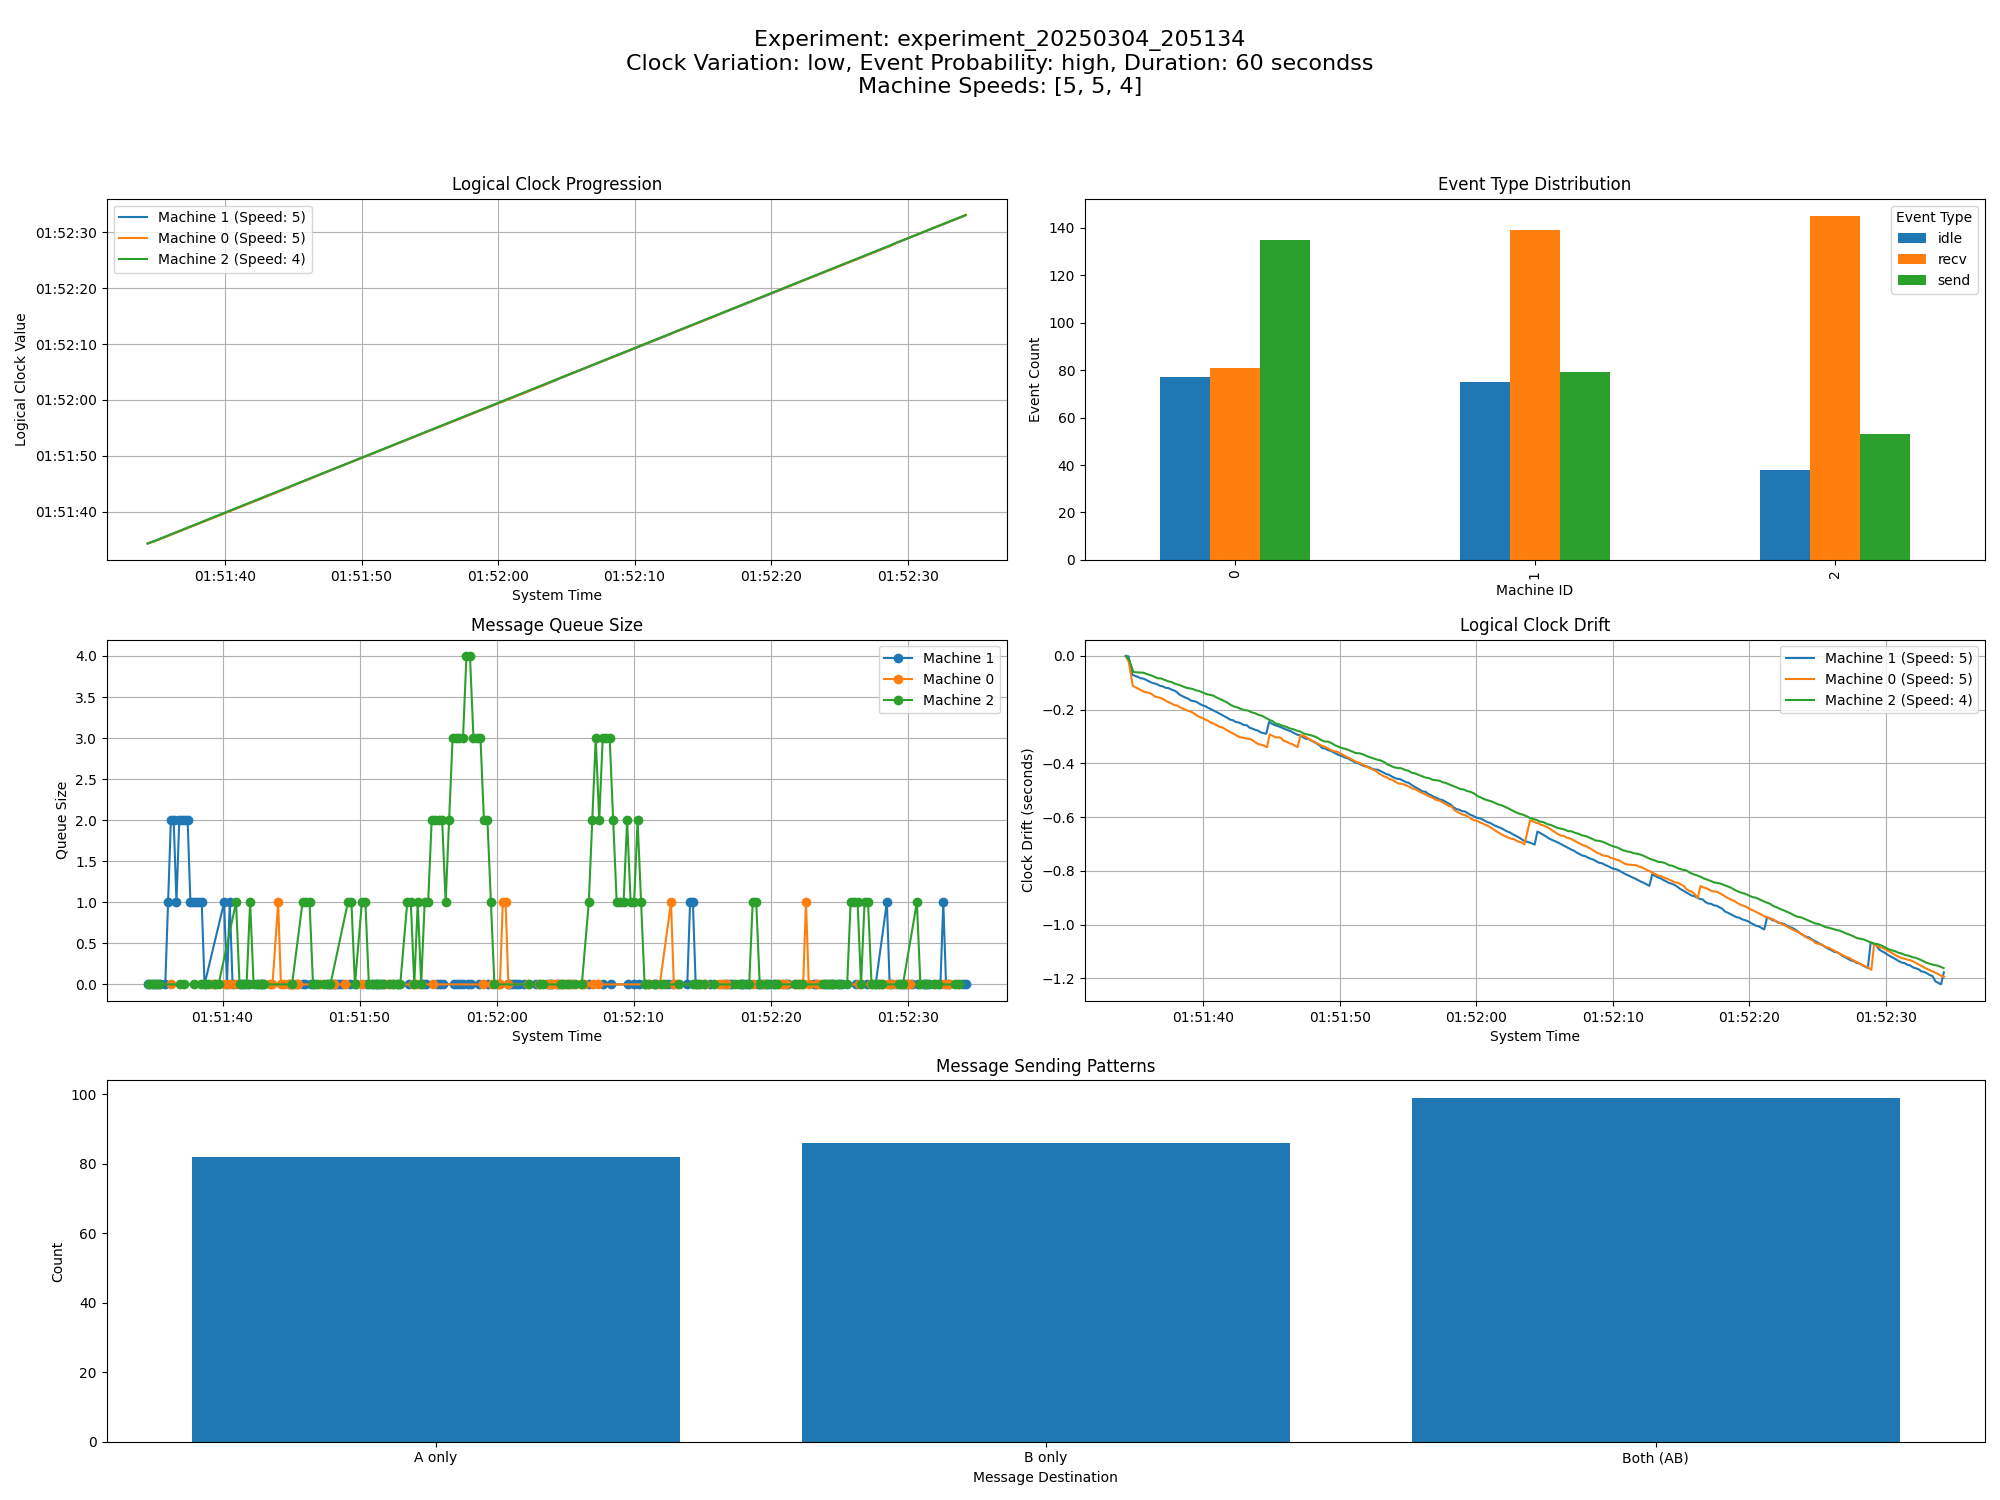 Experiment: experiment_20250304_205134
Clock Variation: low, Event Probability: high, Duration: 60 secondss
Machine Speeds: [5, 5, 4]
Logical Clock Progression
Machine 1 (Speed: 5)
Machine 0 (Speed: 5)
Machine 2 (Speed: 4)
Logical Clock Value
01:52:30
01:52:20
01:52:10
01:52:00
01:51:50
01:51:40
01:51:40 01:51:50 01:52:00 01:52:10 01:52:20 01:52:30
System Time
Event Type Distribution
Event Type
idle
recv
send
Event Count
140
120
100
80
60
40
20
0
0 1 2
Machine ID
Message Queue Size
Machine 1
Machine 0
Machine 2
Queue Size
4.0
3.5
3.0
2.5
2.0
1.5
1.0
0.5
0.0
01:51:40 01:51:50 01:52:00 01:52:10 01:52:20 01:52:30
System Time
Logical Clock Drift
Machine 1 (Speed: 5)
Machine 0 (Speed: 5)
Machine 2 (Speed: 4)
Clock Drift (seconds)
0.0
−0.2
−0.4
−0.6
−0.8
−1.0
−1.2
01:51:40 01:51:50 01:52:00 01:52:10 01:52:20 01:52:30
System Time
Message Sending Patterns
Count
100
80
60
40
20
0
A only B only Both (AB)
Message Destination